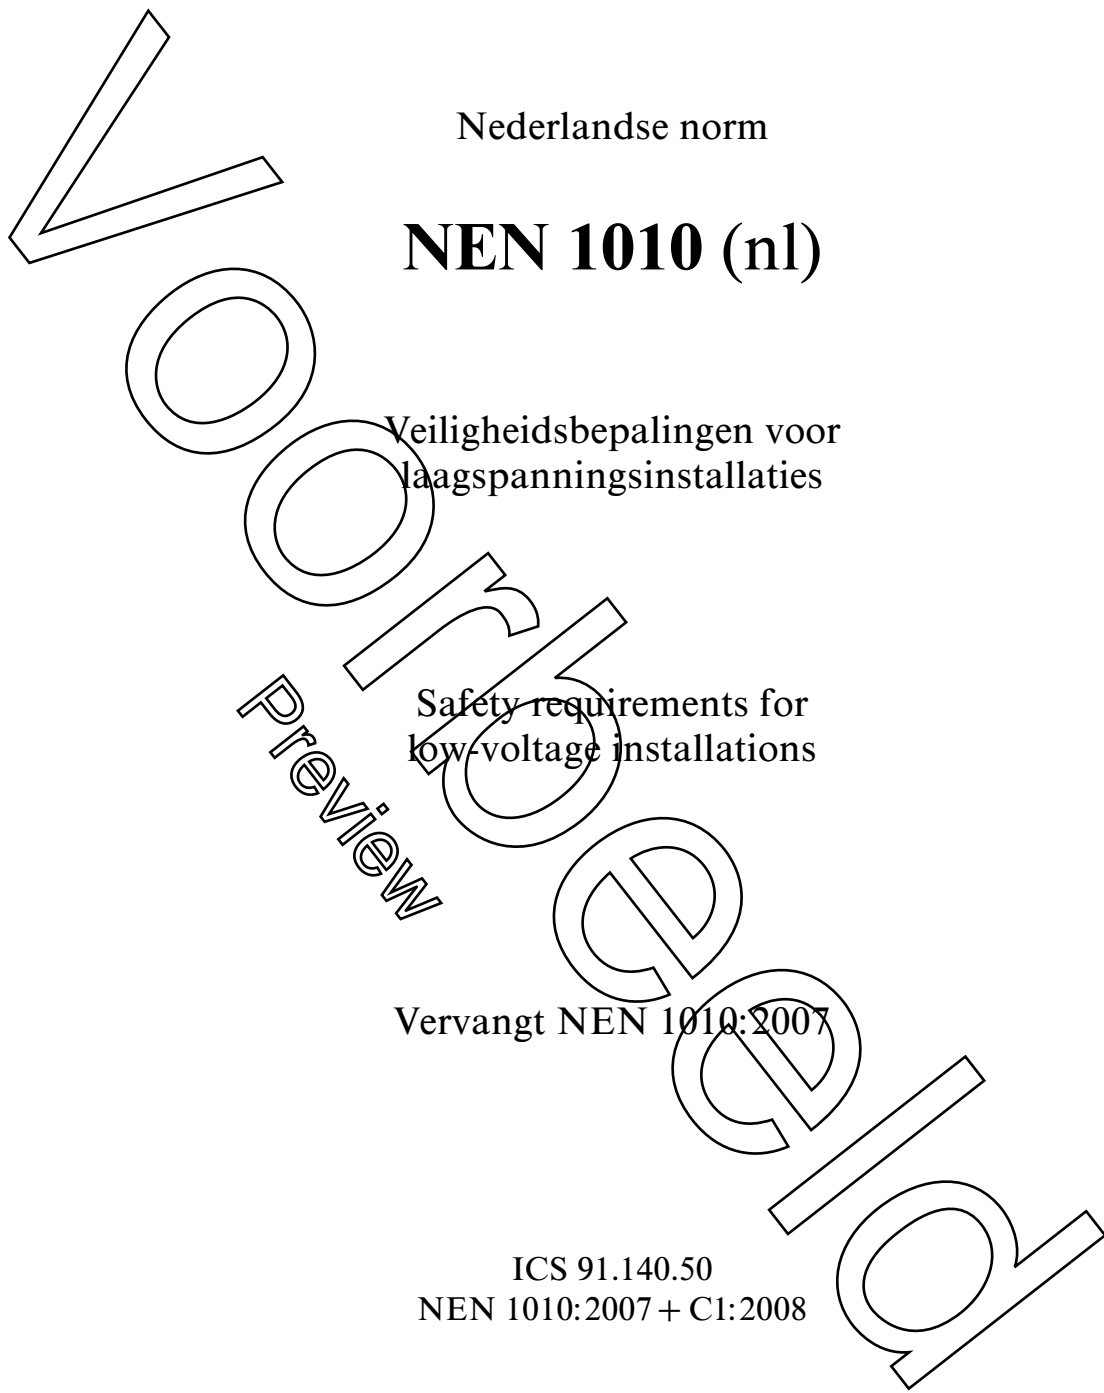 Nederlandse norm
NEN 1010 (nl)
Veiligheidsbepalingen voor
laagspanningsinstallaties
Safety requirements for
low-voltage installations
Vervangt NEN 1010:2007
ICS 91.140.50
NEN 1010:2007 + C1:2008
Voorbeeld
Preview